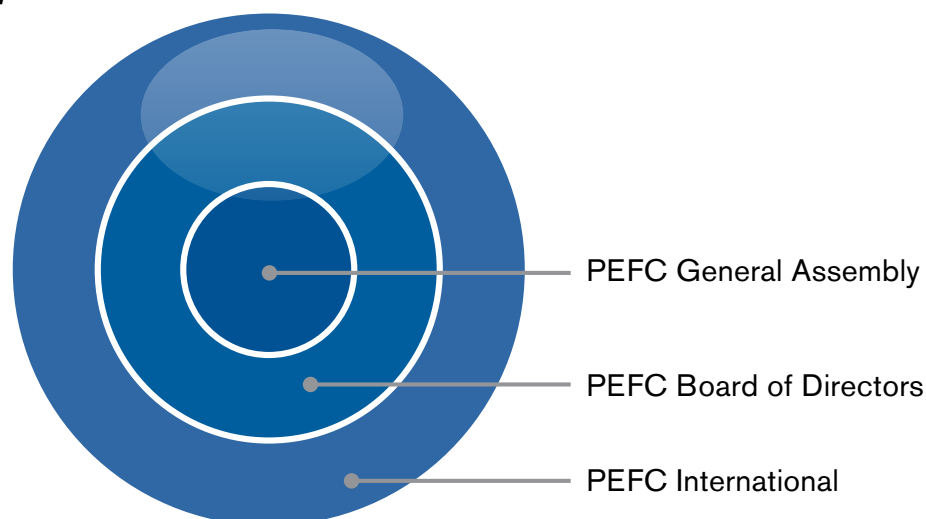 PEFC General Assembly
PEFC Board of Directors
PEFC International